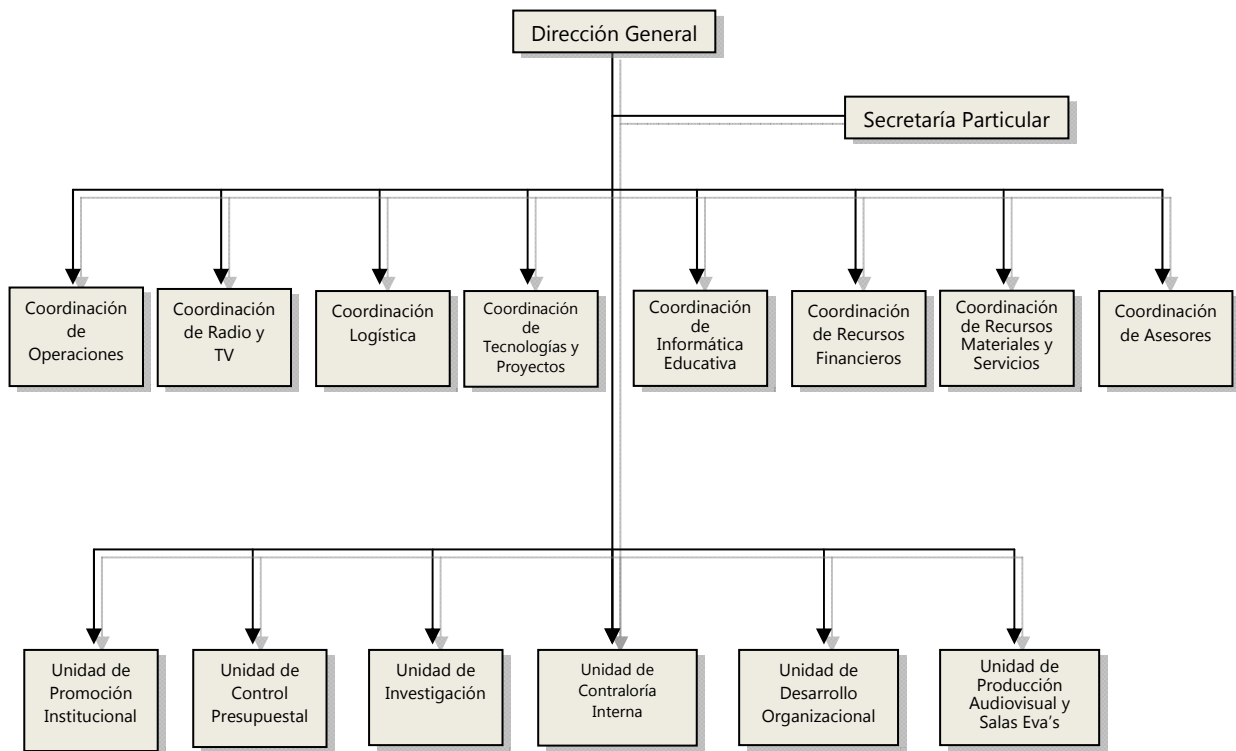 Dirección General
Secretaría Particular
Coordinación
de
Operaciones
Coordinación
de Radio y
TV
Coordinación
Logística
Coordinación
de
Tecnologías y
Proyectos
Coordinación
de
Informática
Educativa
Coordinación
de Recursos
Financieros
Coordinación
de Recursos
Materiales y
Servicios
Coordinación
de Asesores
Unidad de
Promoción
Institucional
Unidad de
Control
Presupuestal
Unidad de
Investigación
Unidad de
Contraloría
Interna
Unidad de
Desarrollo
Organizacional
Unidad de
Producción
Audiovisual y
Salas Eva’s